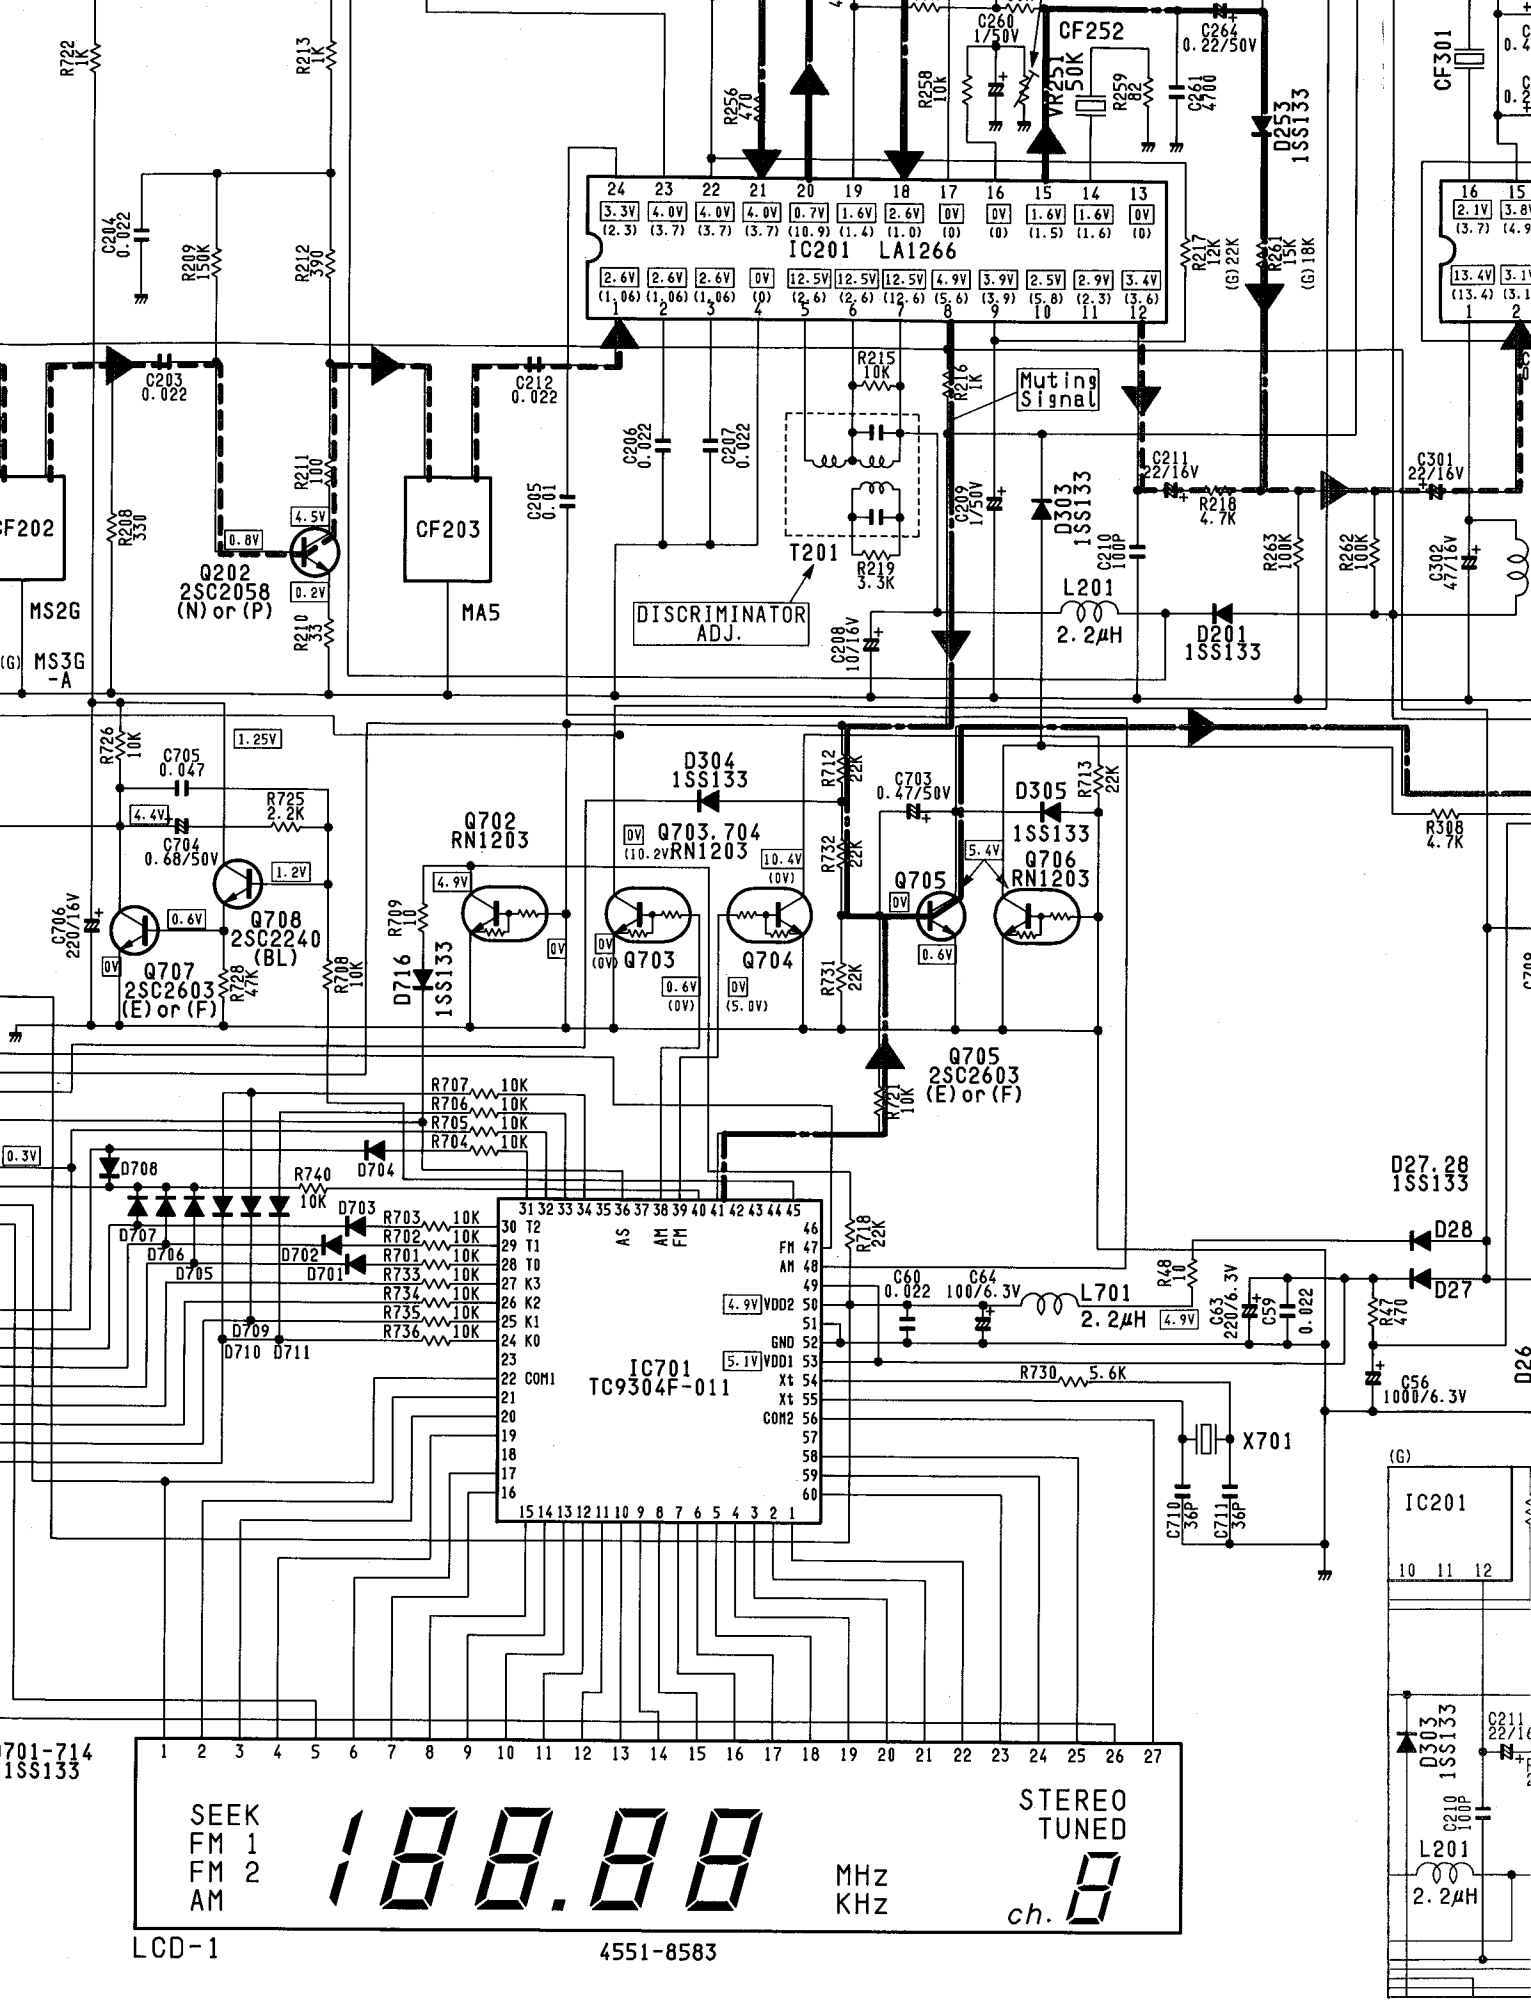 R722
1K
R213
1K
R256
470
R258
10k
C260
1/50V
CF252
VR251
50K
R259
82
C261
4700
C264
0.22/50V
D253
1SS133
CF301
C204
0.022
R209
150K
R212
390
24 23 22 21 20 19 18 17 16 15 14 13
3.3V 4.0V 4.0V 4.0V 0.7V 1.6V 2.6V 0V 0V 1.6V 1.6V 0V
(2.3) (3.7) (3.7) (3.7) (10.9) (1.4) (1.0) (0) (0) (1.5) (1.6) (0)
IC201 LA1266
2.6V 2.6V 2.6V 0V 12.5V 12.5V 12.5V 4.9V 3.9V 2.5V 2.9V 3.4V
(1.06) (1.06) (1.06) (0) (2.6) (2.6) (12.6) (5.6) (3.9) (5.8) (2.3) (3.6)
1 2 3 4 5 6 7 8 9 10 11 12
R217
12K
(G)22K
R261
15K
(G)18K
16 15
2.1V 3.8V
(3.7) (4.9
13.4V 3.1V
(13.4) (3.1
1 2
C203
0.022
C212
0.022
R215
10K
R216
1K
Muting
Signal
R211
100
R208
330
CF202
CF203
C206
0.022
C207
0.022
C205
0.01
C209
1/50V
D303
1SS133
C211
22/16V
R218
4.7K
C210
100P
C301
22/16V
R263
100K
R262
100K
C302
47/16V
4.5V
0.8V
Q202
2SC2058
(N) or (P)
0.2V
R210
33
T201
R219
3.3K
DISCRIMINATOR
ADJ.
C208
10/16V
L201
2.2μH
D201
1SS133
MS2G
(G) MS3G
-A
MA5
R726
10K
1.25V
C705
0.047
4.4V
R725
2.2K
C704
0.68/50V
1.2V
D304
1SS133
R712
22K
C703
0.47/50V
D305
1SS133
R713
22K
R308
4.7K
Q702
RN1203
0V
(10.2V)
Q703.704
RN1203
10.4V
(0V)
R732
22K
5.4V
Q706
RN1203
C706
220/16V
0.6V
Q708
2SC2240
(BL)
0V
Q707
2SC2603
(E) or (F)
R728
47K
R708
10K
R709
10
4.9V
D716
1SS133
0V
0V
(0V)
Q703
0.6V
(0V)
Q704
0V
(5.0V)
R731
22K
Q705
0V
0.6V
Q705
2SC2603
(E) or (F)
R721
10K
R707 10K
R706 10K
R705 10K
R704 10K
0.3V
D708
D704
R740
10K
D703
D707
D706
D705
D702
D701
D709
D710 D711
R703 10K
R702 10K
R701 10K
R733 10K
R734 10K
R735 10K
R736 10K
31 32 33 34 35 36 37 38 39 40 41 42 43 44 45
AS AM FM
30 T2
29 T1
28 T0
27 K3
26 K2
25 K1
24 K0
23
22 COM1
21
20
19
18
17
16
46
FM 47
AM 48
49
4.9V VDD2 50
51
GND 52
5.1V VDD1 53
Xt 54
Xt 55
COM2 56
57
58
59
60
IC701
TC9304F-011
15 14 13 12 11 10 9 8 7 6 5 4 3 2 1
R718
22K
C60
0.022
C64
100/6.3V
L701
2.2μH
4.9V
R48
10
C63
220/6.3V
C59
0.022
D27.28
1SS133
D28
D27
R47
470
C56
1000/6.3V
D26
R730 5.6K
X701
C710
36P
C711
36P
(G)
IC201
10 11 12
D303
1SS133
C211
C210
100P
L201
2.2μH
701-714
1SS133
1 2 3 4 5 6 7 8 9 10 11 12 13 14 15 16 17 18 19 20 21 22 23 24 25 26 27
SEEK
FM 1
FM 2
AM
188.88
MHz
KHz
STEREO
TUNED
ch. 8
LCD-1
4551-8583